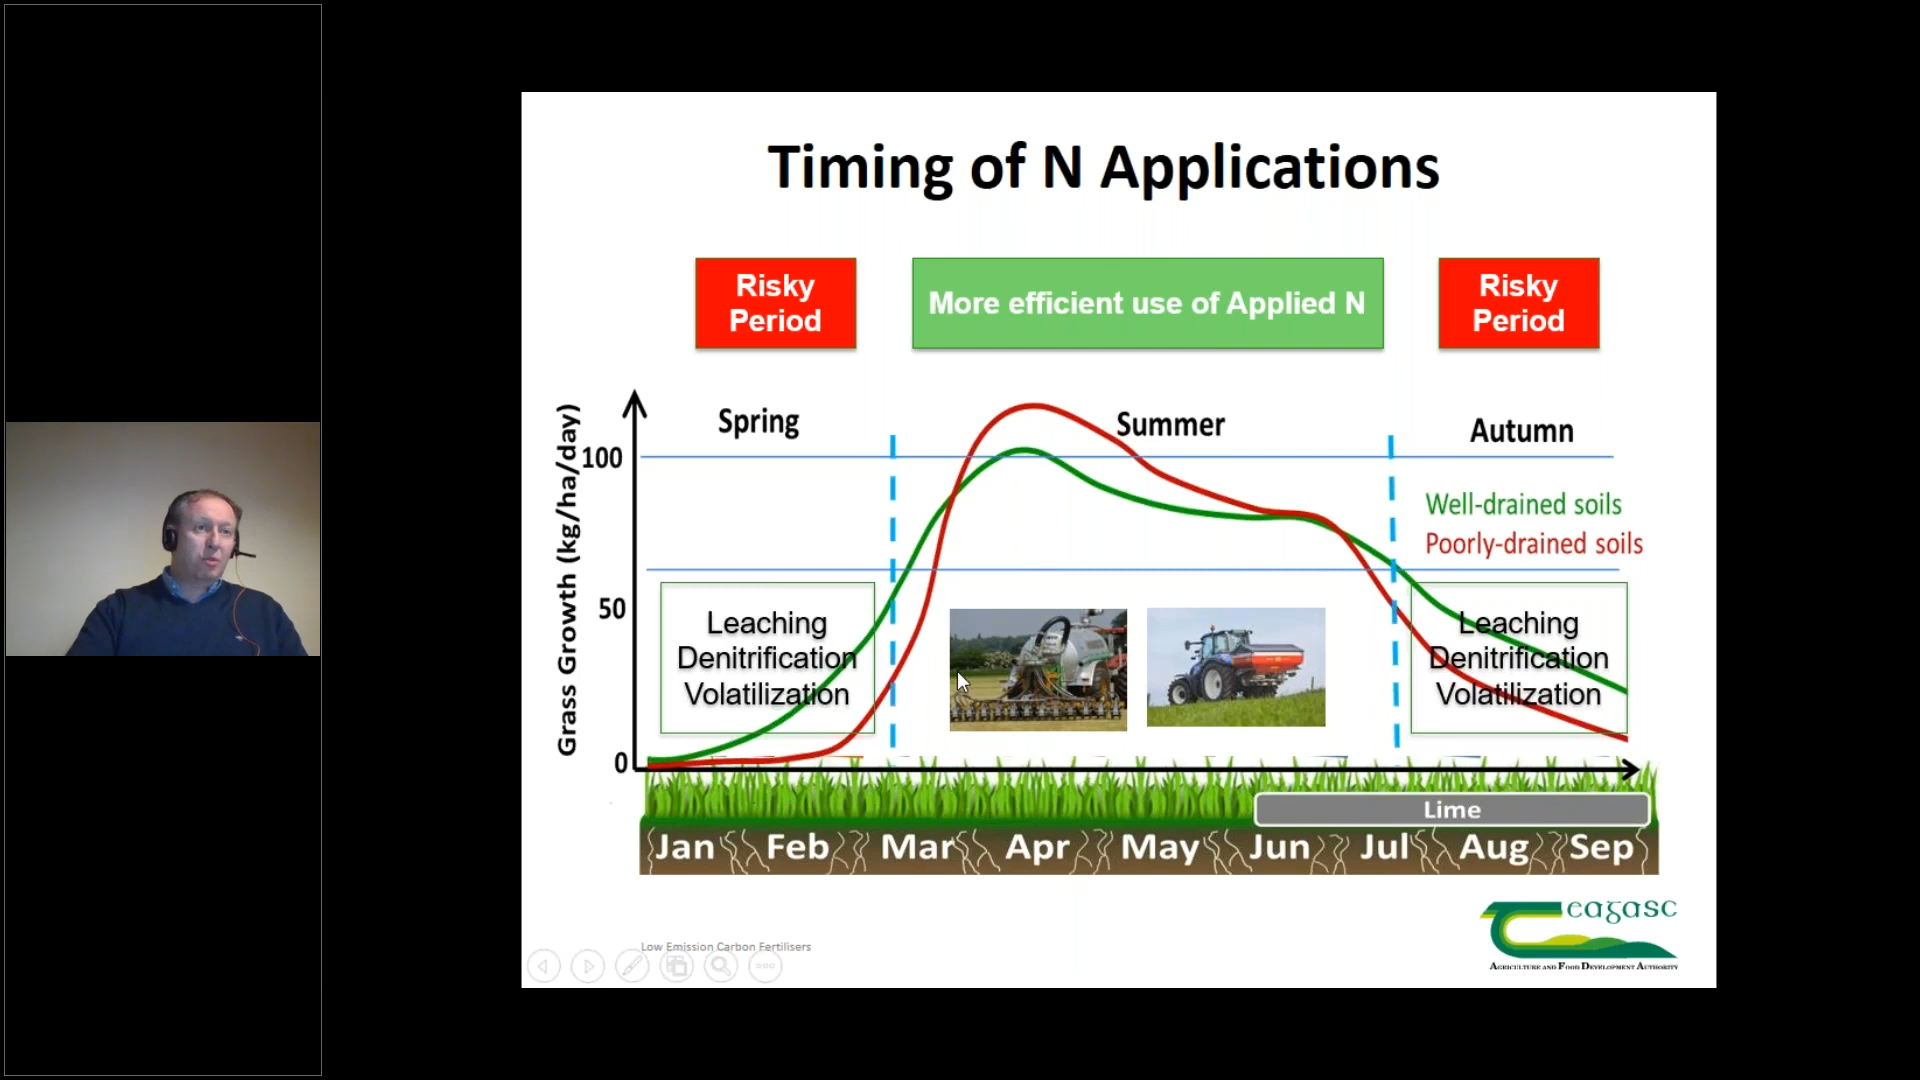 Timing of N Applications
Risky
Period
More efficient use of Applied N
Risky
Period
Grass Growth (kg/ha/day)
100
50
0
Spring
Summer
Autumn
Well-drained soils
Poorly-drained soils
Leaching
Denitrification
Volatilization
Leaching
Denitrification
Volatilization
Lime
Jan Feb Mar Apr May Jun Jul Aug Sep
Low Emission Carbon Fertilisers
Teagasc
Agriculture and Food Development Authority